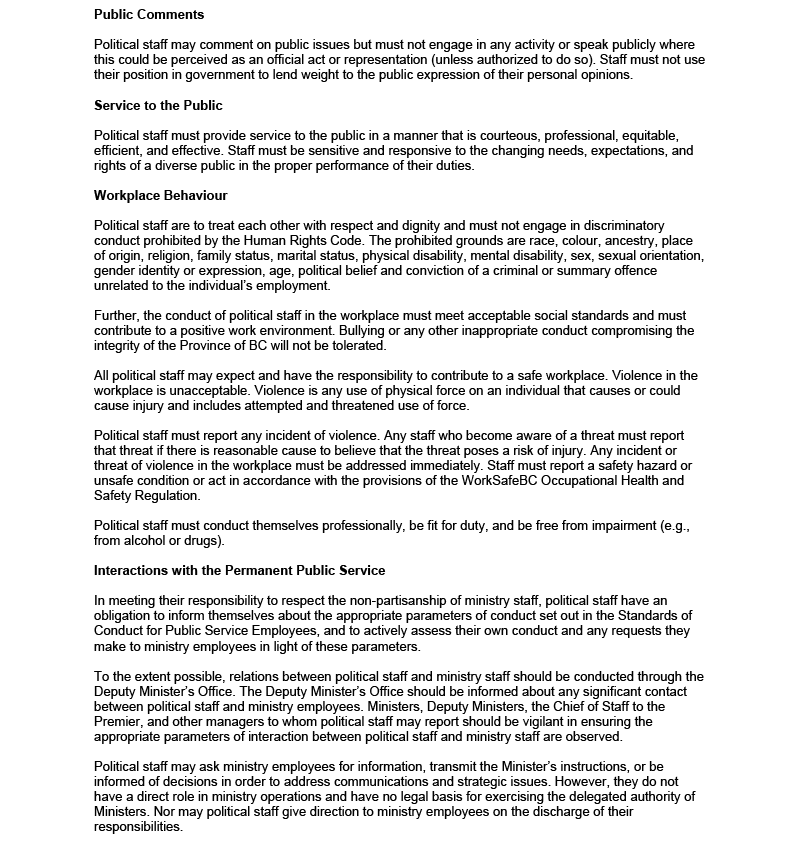 Public Comments
Political staff may comment on public issues but must not engage in any activity or speak publicly where
this could be perceived as an official act or representation (unless authorized to do so). Staff must not use
their position in government to lend weight to the public expression of their personal opinions.
Service to the Public
Political staff must provide service to the public in a manner that is courteous, professional, equitable,
efficient, and effective. Staff must be sensitive and responsive to the changing needs, expectations, and
rights of a diverse public in the proper performance of their duties.
Workplace Behaviour
Political staff are to treat each other with respect and dignity and must not engage in discriminatory
conduct prohibited by the Human Rights Code. The prohibited grounds are race, colour, ancestry, place
of origin, religion, family status, marital status, physical disability, mental disability, sex, sexual orientation,
gender identity or expression, age, political belief and conviction of a criminal or summary offence
unrelated to the individual's employment.
Further, the conduct of political staff in the workplace must meet acceptable social standards and must
contribute to a positive work environment. Bullying or any other inappropriate conduct compromising the
integrity of the Province of BC will not be tolerated.
All political staff may expect and have the responsibility to contribute to a safe workplace. Violence in the
workplace is unacceptable. Violence is any use of physical force on an individual that causes or could
cause injury and includes attempted and threatened use of force.
Political staff must report any incident of violence. Any staff who become aware of a threat must report
that threat if there is reasonable cause to believe that the threat poses a risk of injury. Any incident or
threat of violence in the workplace must be addressed immediately. Staff must report a safety hazard or
unsafe condition or act in accordance with the provisions of the WorkSafeBC Occupational Health and
Safety Regulation.
Political staff must conduct themselves professionally, be fit for duty, and be free from impairment (e.g.,
from alcohol or drugs).
Interactions with the Permanent Public Service
In meeting their responsibility to respect the non-partisanship of ministry staff, political staff have an
obligation to inform themselves about the appropriate parameters of conduct set out in the Standards of
Conduct for Public Service Employees, and to actively assess their own conduct and any requests they
make to ministry employees in light of these parameters.
To the extent possible, relations between political staff and ministry staff should be conducted through the
Deputy Minister's Office. The Deputy Minister's Office should be informed about any significant contact
between political staff and ministry employees. Ministers, Deputy Ministers, the Chief of Staff to the
Premier, and other managers to whom political staff may report should be vigilant in ensuring the
appropriate parameters of interaction between political staff and ministry staff are observed.
Political staff may ask ministry employees for information, transmit the Minister's instructions, or be
informed of decisions in order to address communications and strategic issues. However, they do not
have a direct role in ministry operations and have no legal basis for exercising the delegated authority of
Ministers. Nor may political staff give direction to ministry employees on the discharge of their
responsibilities.